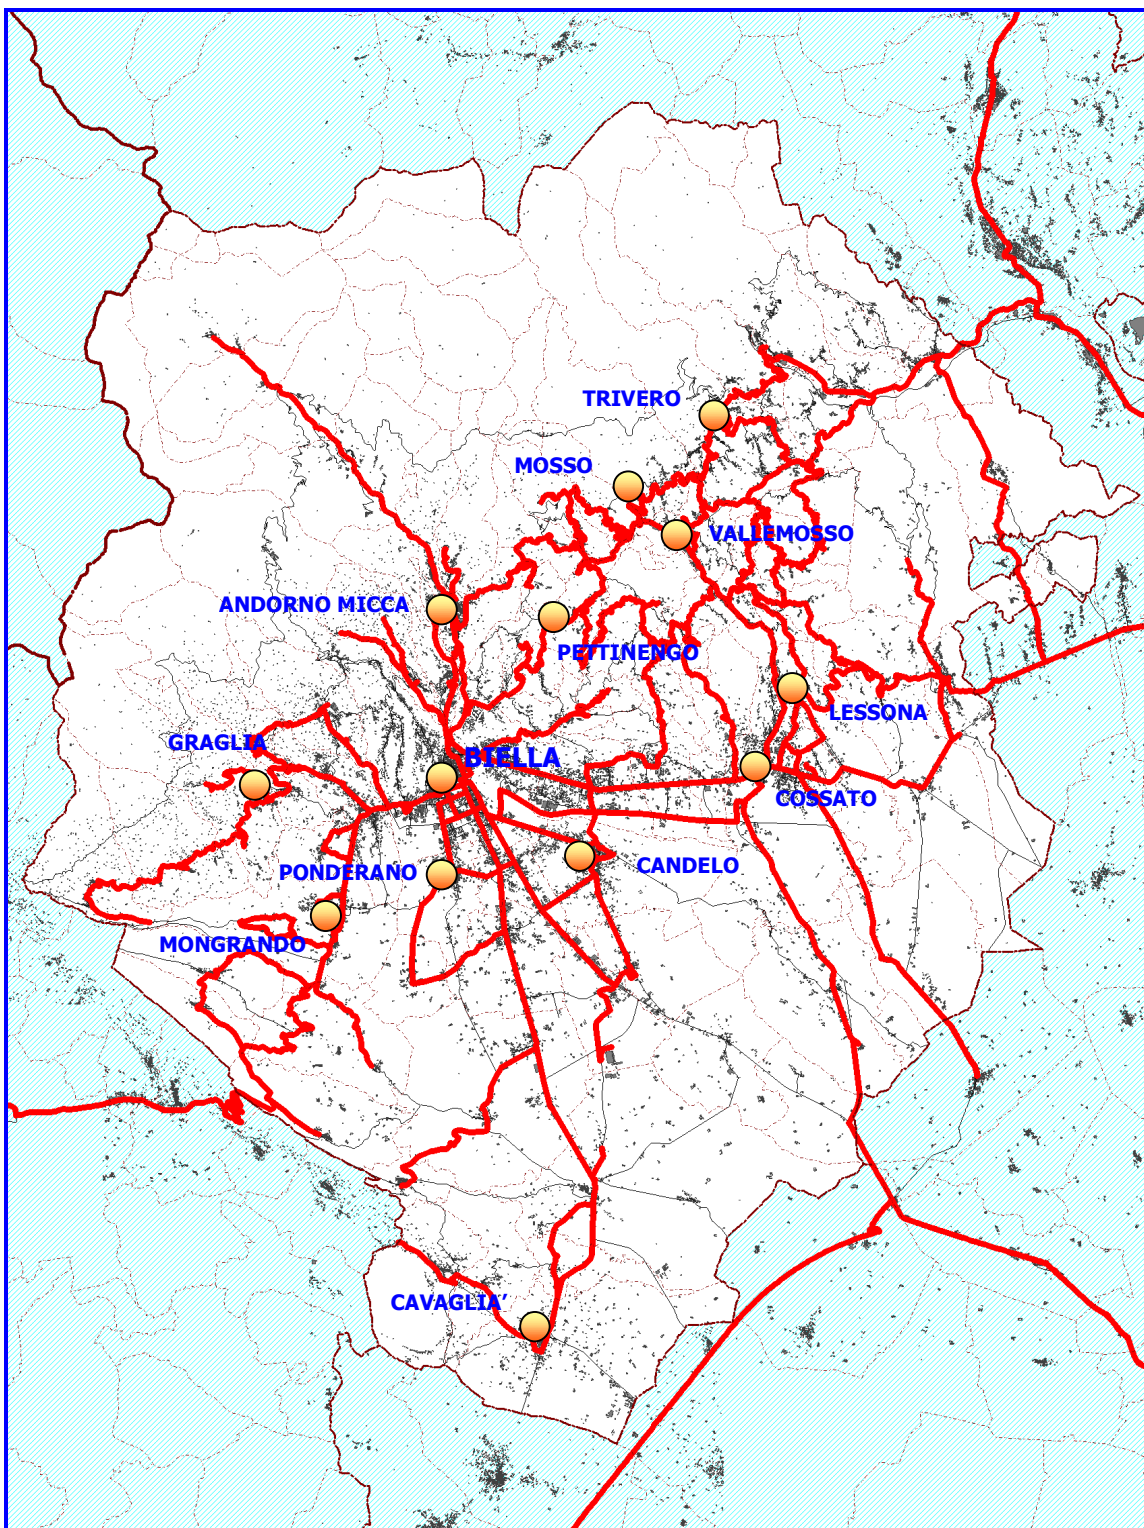 TRIVERO
MOSSO
VALLEMOSSO
ANDORNO MICCA
PETTINENGO
LESSONA
GRAGLIA
BIELLA
COSSATO
PONDERANO
CANDELO
MONGRANDO
CAVAGLIA’